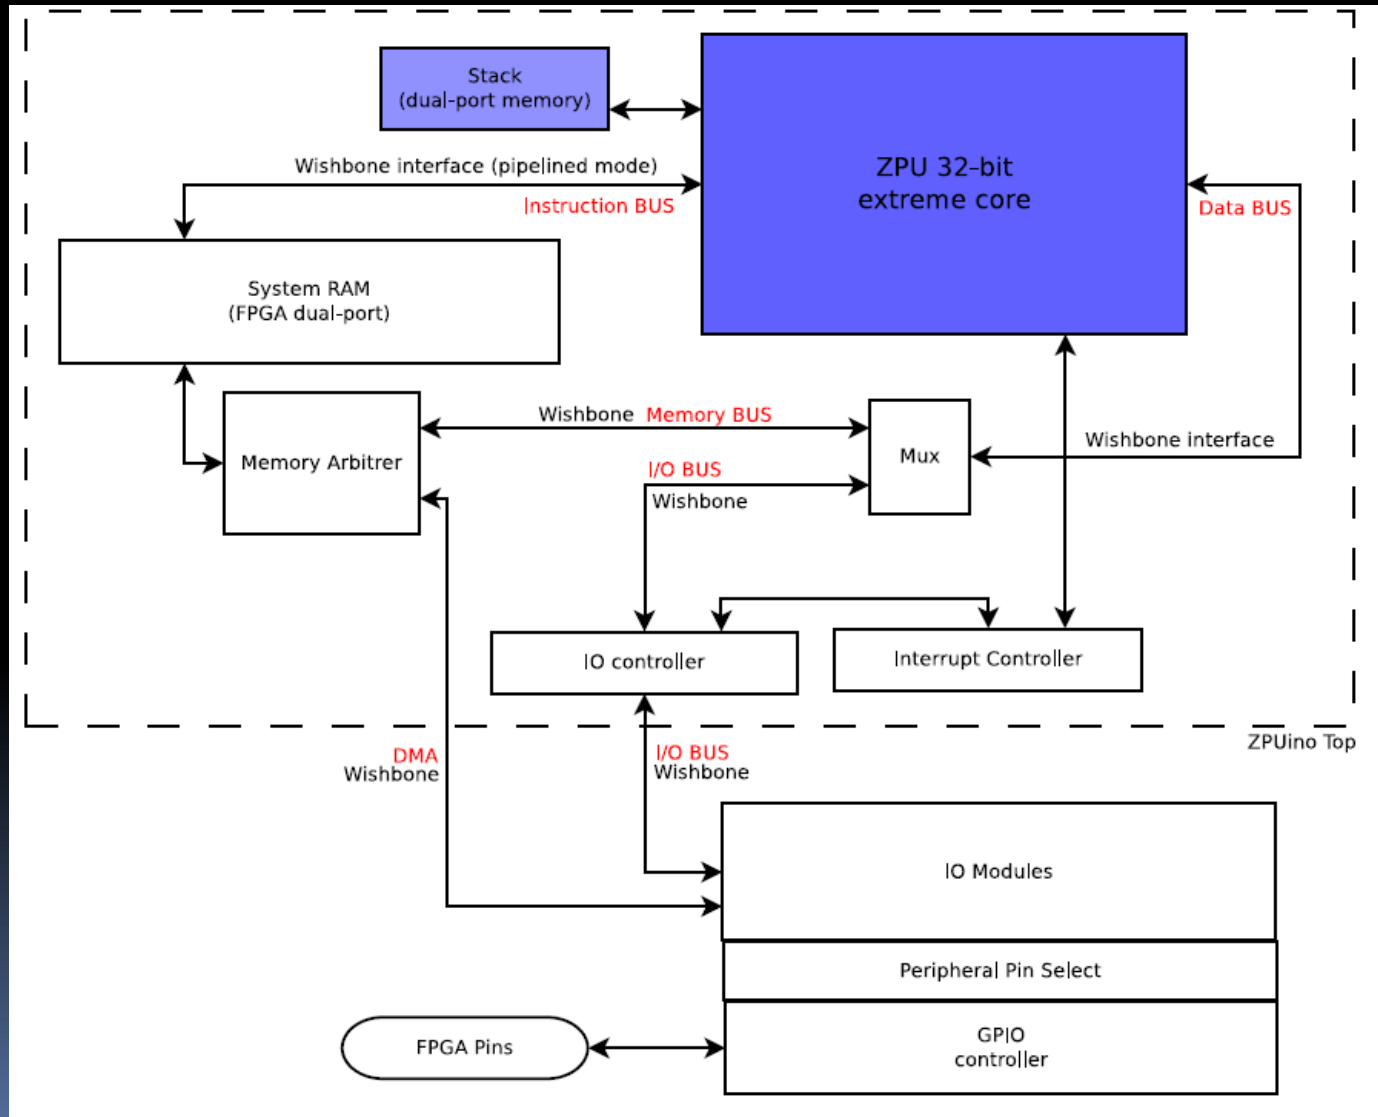 Stack
(dual-port memory)
ZPU 32-bit
extreme core
Wishbone interface (pipelined mode)
Instruction BUS
Data BUS
System RAM
(FPGA dual-port)
Wishbone Memory BUS
Wishbone interface
Memory Arbitrer
Mux
I/O BUS
Wishbone
IO controller
Interrupt Controller
ZPUino Top
DMA
Wishbone
I/O BUS
Wishbone
IO Modules
Peripheral Pin Select
FPGA Pins
GPIO
controller